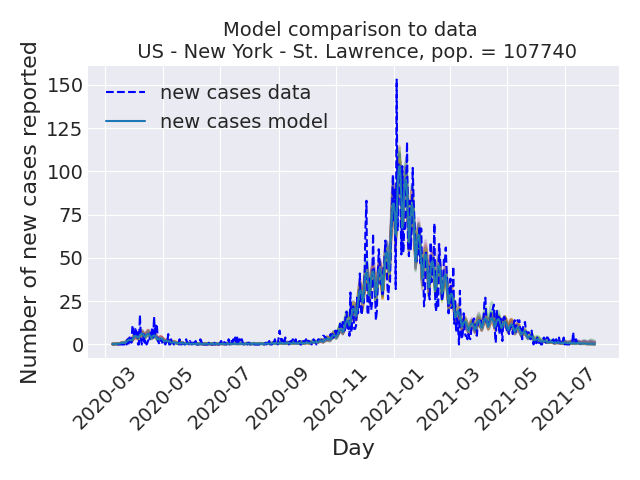 Model comparison to data
US - New York - St. Lawrence, pop. = 107740
Number of new cases reported
150
125
100
75
50
25
0
new cases data
new cases model
2020-03
2020-05
2020-07
2020-09
2020-11
2021-01
2021-03
2021-05
2021-07
Day